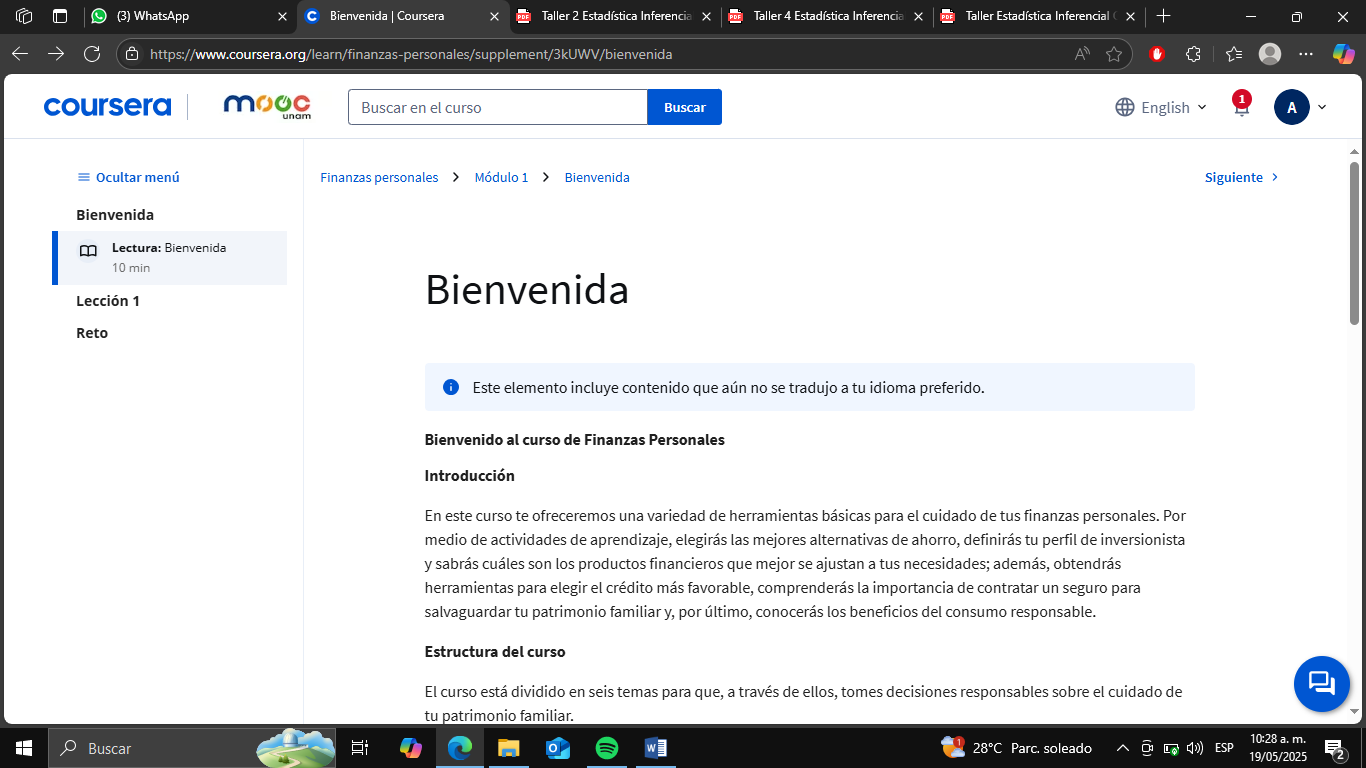 (3) WhatsApp
Bienvenida | Coursera
Taller 2 Estadística Inferencia
Taller 4 Estadística Inferencia
Taller Estadística Inferencial
https://www.coursera.org/learn/finanzas-personales/supplement/3kUWV/bienvenida
coursera
mooc
unam
Buscar en el curso
Buscar
English
1
A
Ocultar menú
Finanzas personales
Módulo 1
Bienvenida
Siguiente
Bienvenida
Lectura: Bienvenida
10 min
Lección 1
Reto
Bienvenida
Este elemento incluye contenido que aún no se tradujo a tu idioma preferido.
Bienvenido al curso de Finanzas Personales
Introducción
En este curso te ofreceremos una variedad de herramientas básicas para el cuidado de tus finanzas personales. Por
medio de actividades de aprendizaje, elegirás las mejores alternativas de ahorro, definirás tu perfil de inversionista
y sabrás cuáles son los productos financieros que mejor se ajustan a tus necesidades; además, obtendrás
herramientas para elegir el crédito más favorable, comprenderás la importancia de contratar un seguro para
salvaguardar tu patrimonio familiar y, por último, conocerás los beneficios del consumo responsable.
Estructura del curso
El curso está dividido en seis temas para que, a través de ellos, tomes decisiones responsables sobre el cuidado de
tu patrimonio familiar.
Buscar
1
28°C Parc. soleado
ESP
10:28 a. m.
19/05/2025
2